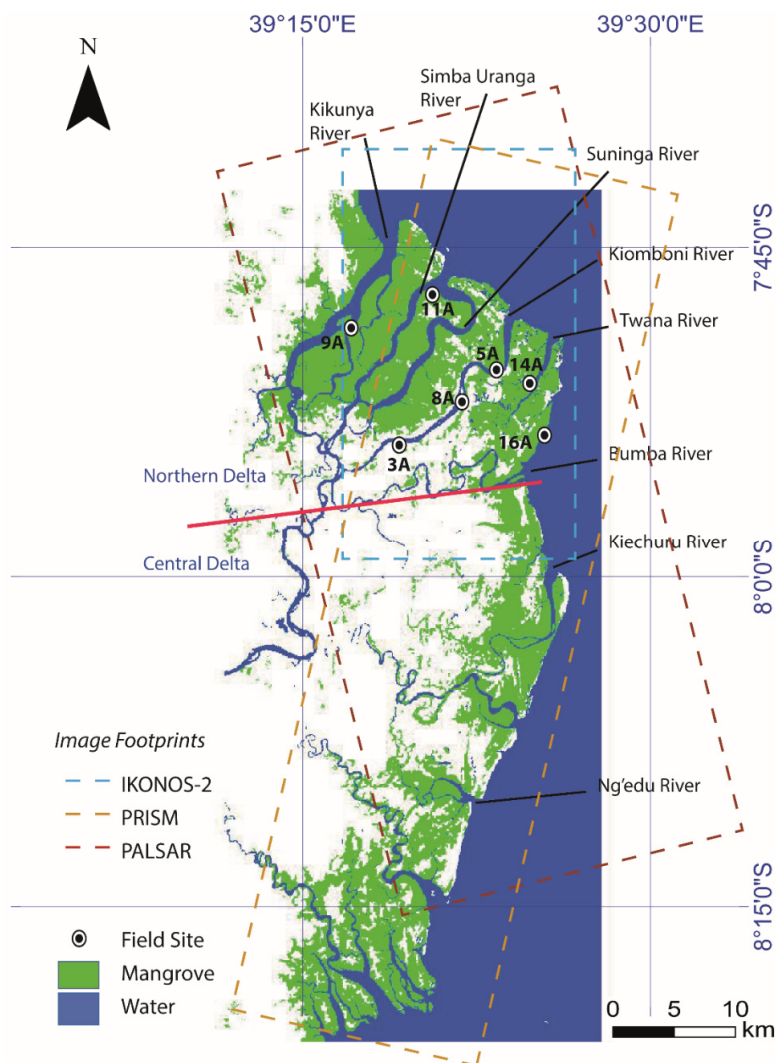 39°15'0"E
39°30'0"E
N
Simba Uranga
River
Kikunya
River
Suninga River
Kiomboni River
7°45'0"S
Twana River
11A
9A
5A
14A
8A
16A
3A
Bumba River
Northern Delta
Central Delta
Kiechuru River
8°0'0"S
Image Footprints
IKONOS-2
PRISM
PALSAR
Ng'edu River
8°15'0"S
Field Site
Mangrove
Water
0 5 10
km